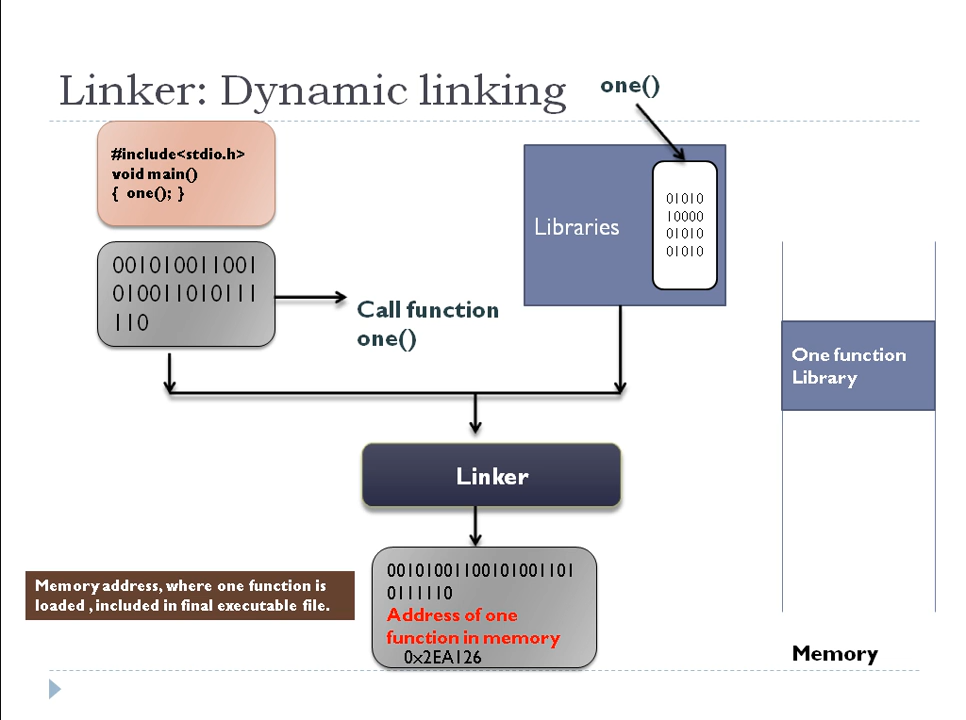 Linker: Dynamic linking
one()
#include<stdio.h>
void main()
{ one(); }
Libraries
01010
10000
01010
01010
001010011001
010011010111
110
Call function
one()
One function
Library
Linker
Memory address, where one function is
loaded , included in final executable file.
0010100110010100110 1
0111110
Address of one
function in memory
0x2EA126
Memory